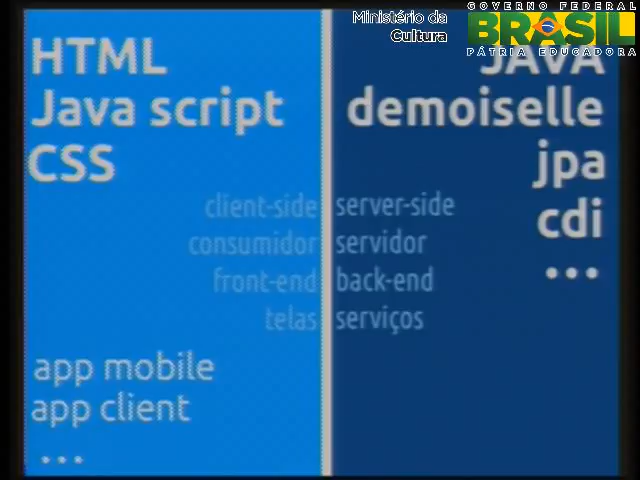 Ministério da
Cultura
GOVERNO FEDERAL
BRASIL
PÁTRIA EDUCADORA
HTML
Java script
CSS
client-side
consumidor
front-end
telas
app mobile
app client
...
JAVA
demoiselle
jpa
cdi
...
server-side
servidor
back-end
serviços